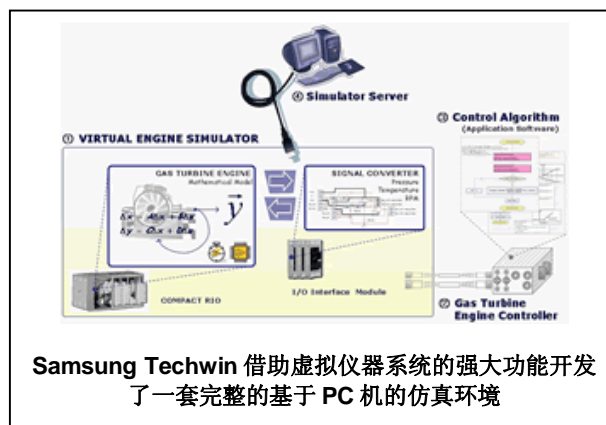 ④ Simulator Server
③ Control Algorithm
(Application Software)
① VIRTUAL ENGINE SIMULATOR
GAS TURBINE ENGINE
Mathematical Model
SIGNAL CONVERTER
Pressure
Temperature
RPM
COMPACT RIO
I/O Interface Module
② Gas Turbine
Engine Controller
Samsung Techwin 借助虚拟仪器系统的强大功能开发
了一套完整的基于 PC 机的仿真环境